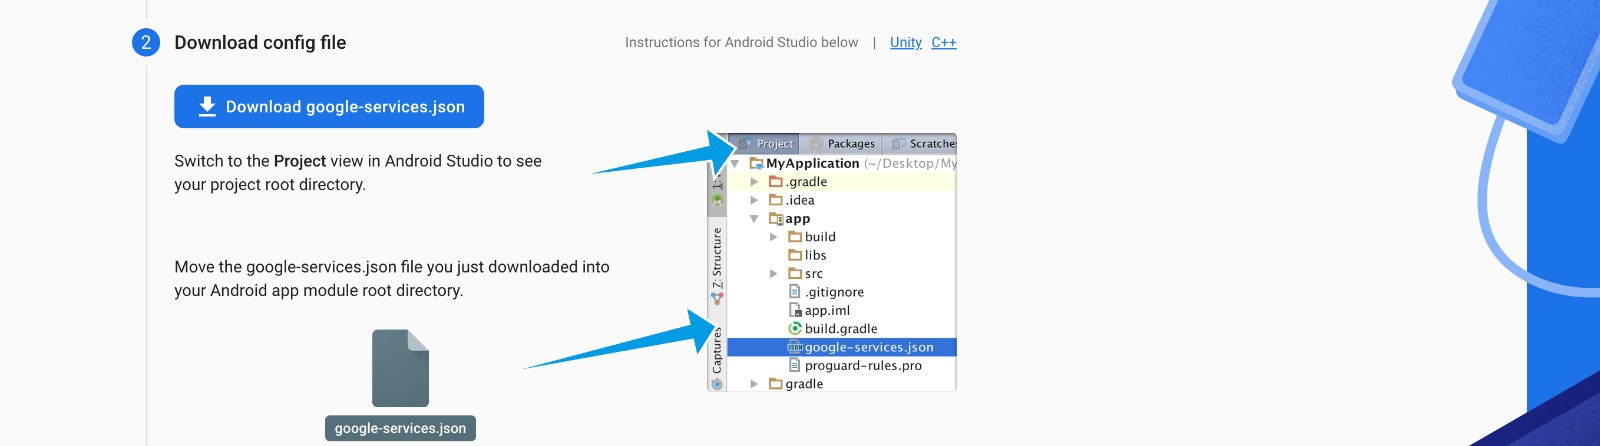 2 Download config file
Instructions for Android Studio below | Unity C++
Download google-services.json
Switch to the Project view in Android Studio to see
your project root directory.
Move the google-services.json file you just downloaded into
your Android app module root directory.
google-services.json
Project Packages Scratches
MyApplication (~/Desktop/My
.gradle
.idea
app
build
libs
src
.gitignore
app.iml
build.gradle
google-services.json
proguard-rules.pro
gradle
7: Structure
Captures